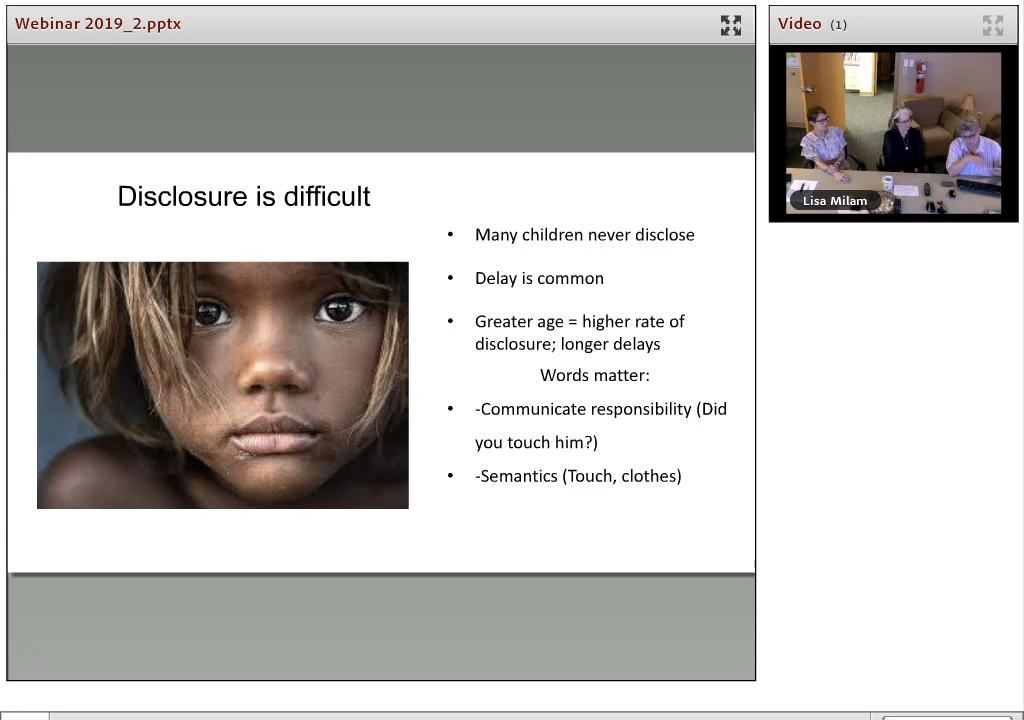 Webinar 2019_2.pptx
Video (1)
Lisa Milam
Disclosure is difficult
• Many children never disclose
• Delay is common
• Greater age = higher rate of
disclosure; longer delays
Words matter:
• -Communicate responsibility (Did
you touch him?)
• -Semantics (Touch, clothes)